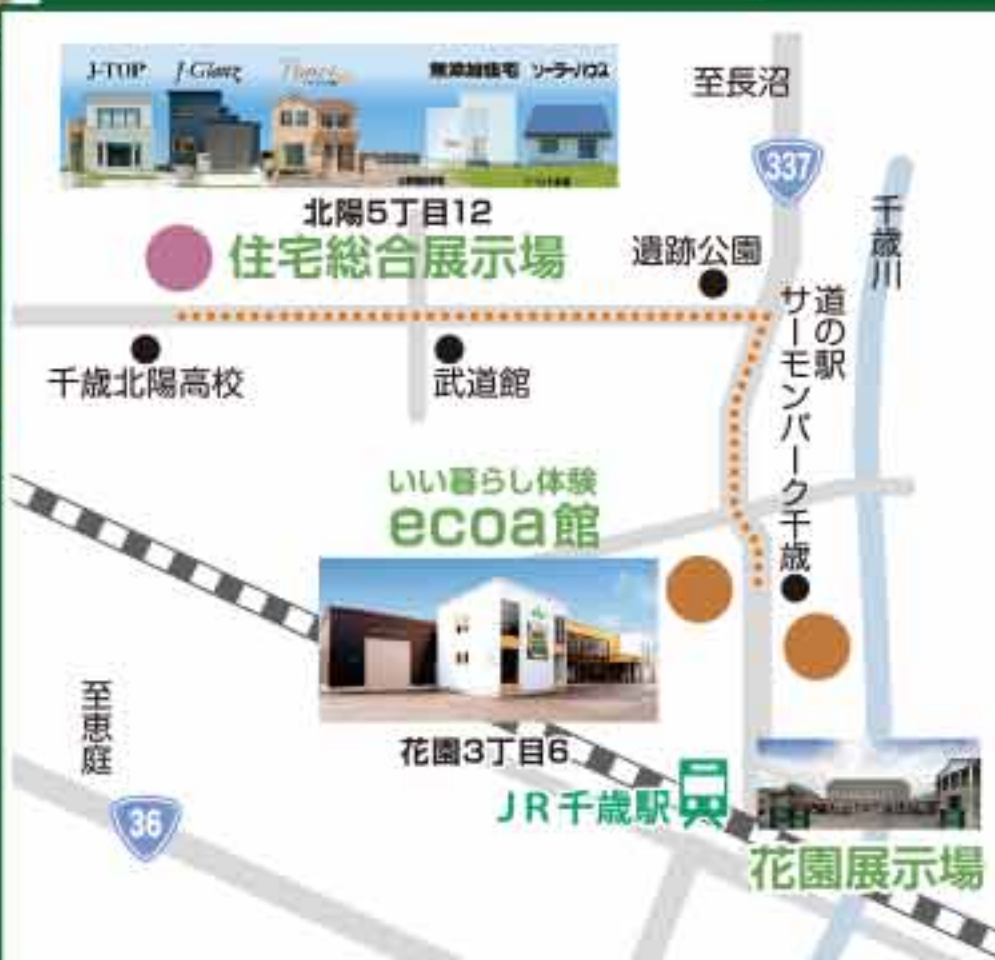 J-TOP
J-Glanz
無添加住宅
ソーラーハウス
至長沼
337
北陽5丁目12
住宅総合展示場
遺跡公園
千歳川
道の駅
サーモンパーク千歳
千歳北陽高校
武道館
いい暮らし体験
ecoa館
花園3丁目6
至恵庭
36
JR千歳駅
花園展示場